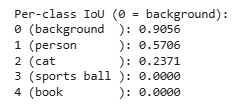 Per-class IoU (0 = background):
0 (background  ): 0.9056
1 (person      ): 0.5706
2 (cat         ): 0.2371
3 (sports ball ): 0.0000
4 (book        ): 0.0000